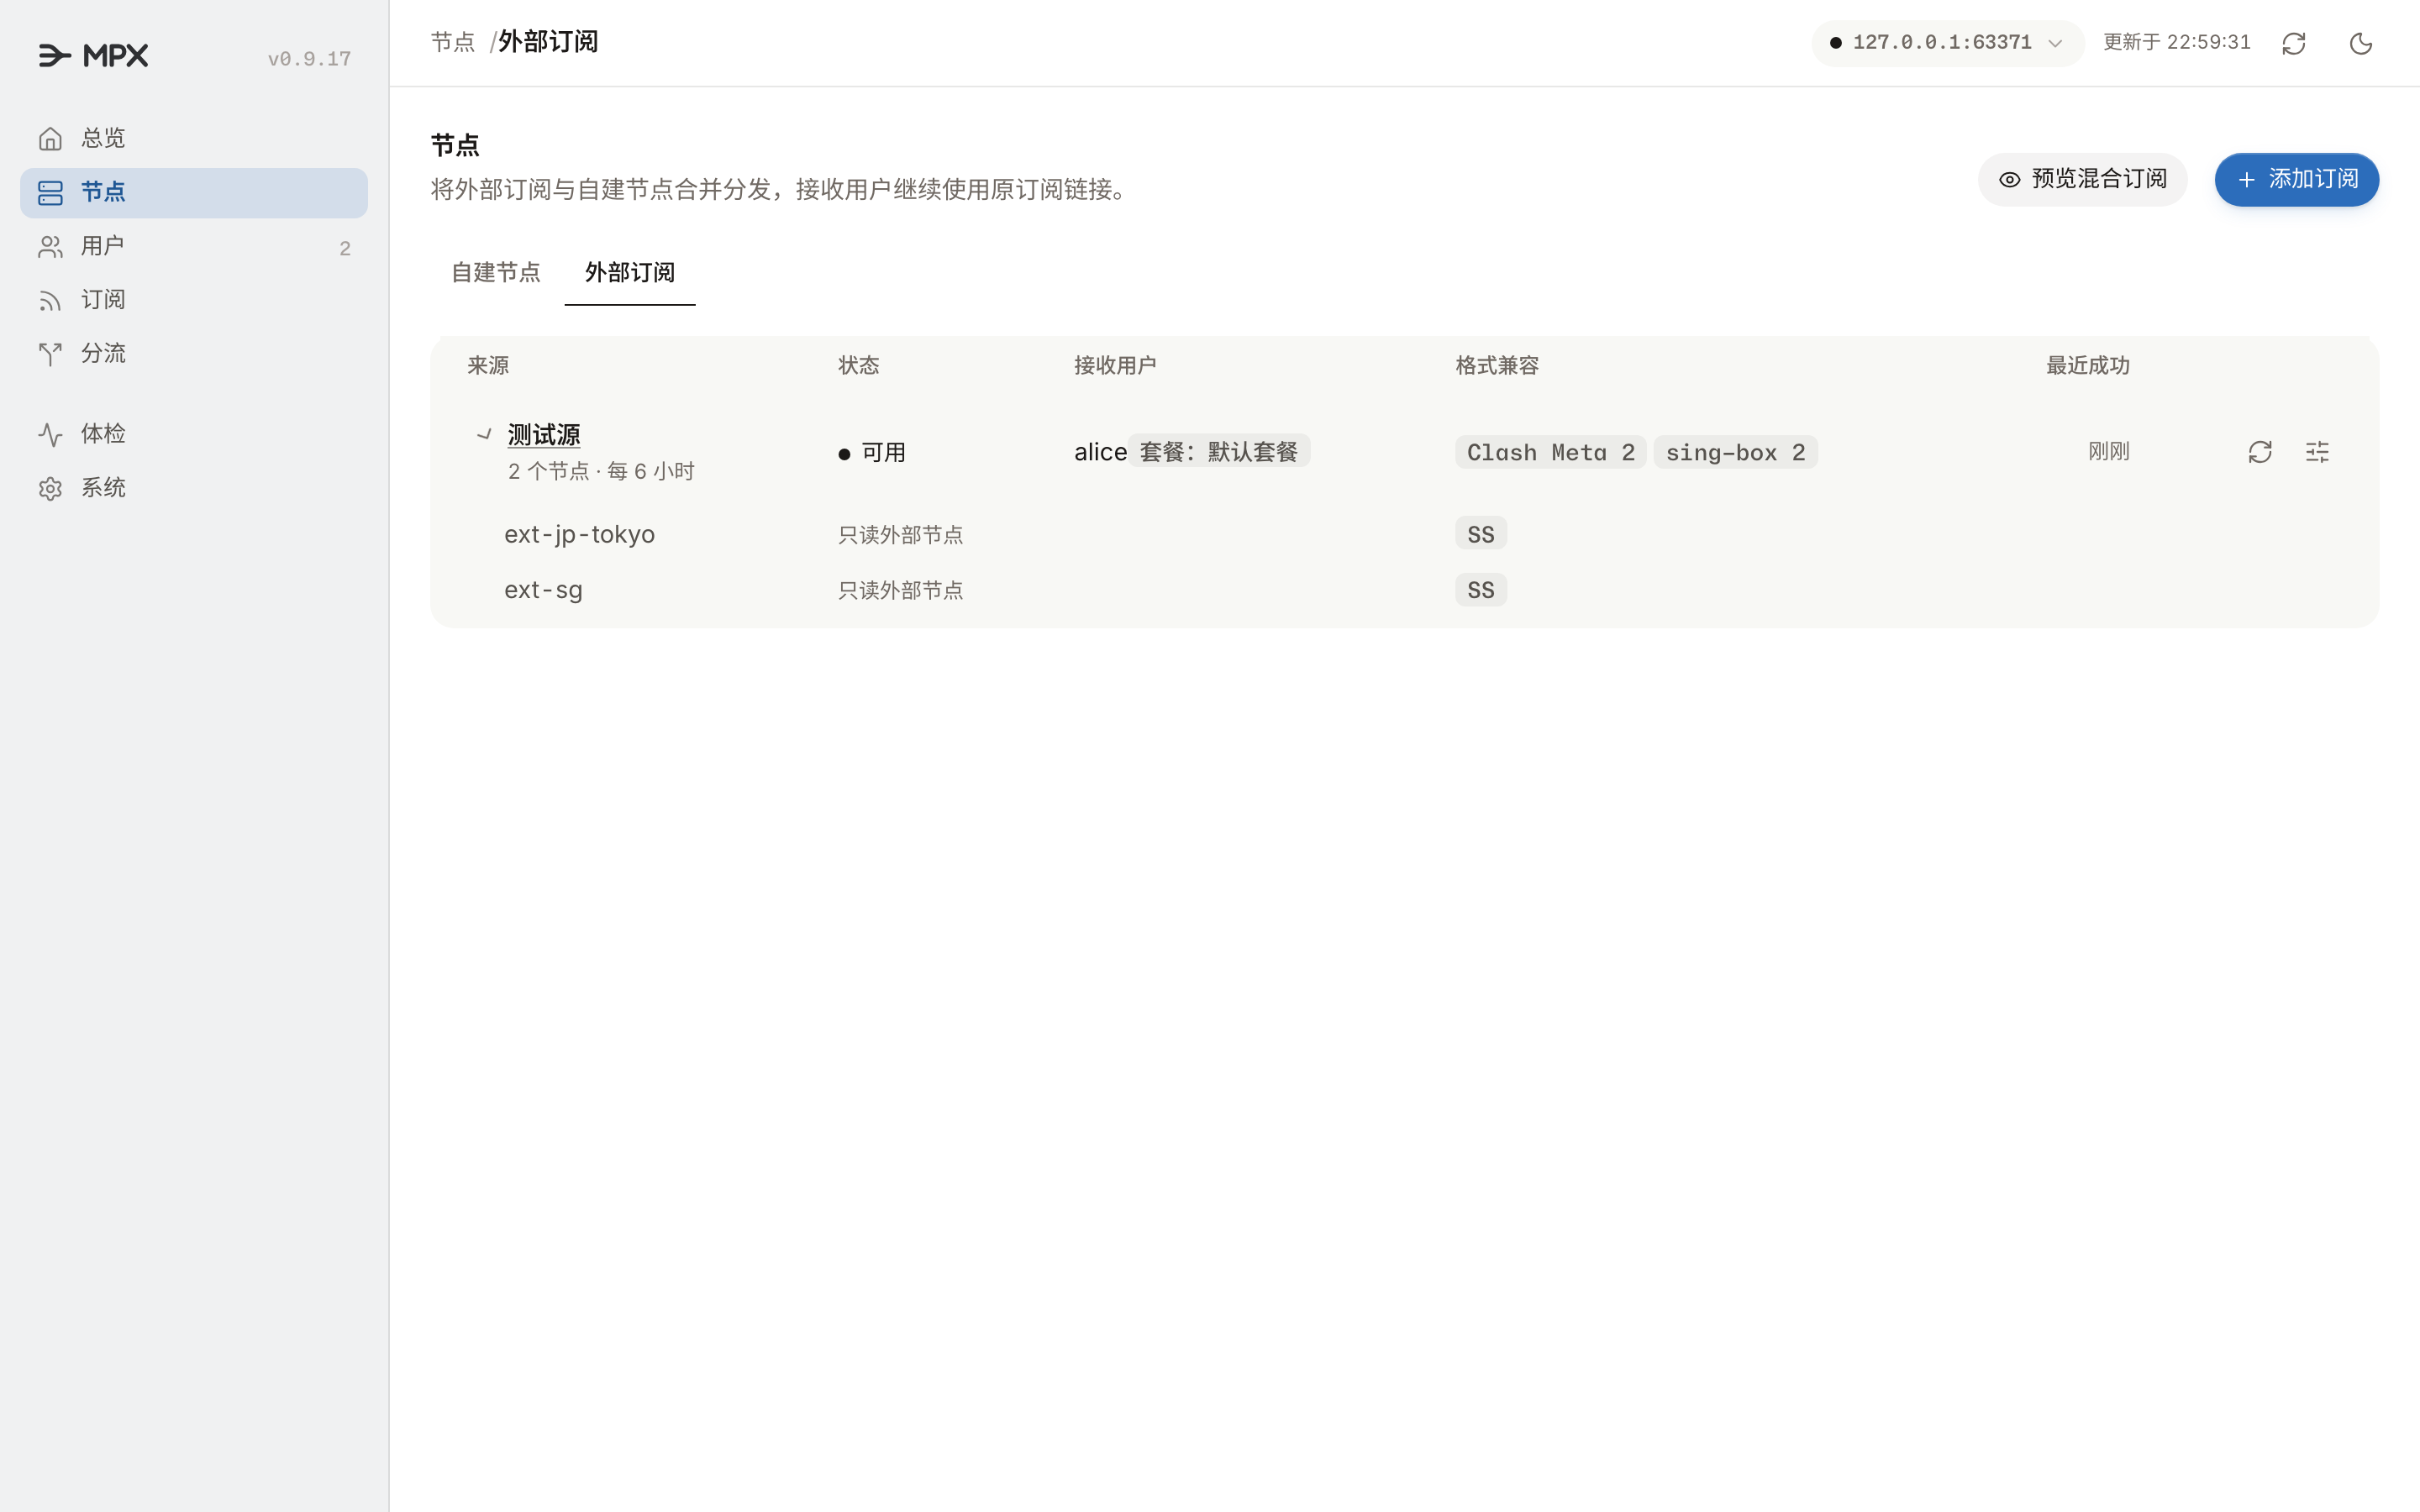 MPX
v0.9.17
总览
节点
用户 2
订阅
分流
体检
系统
节点 /外部订阅
127.0.0.1:63371
更新于 22:59:31
节点
将外部订阅与自建节点合并分发，接收用户继续使用原订阅链接。
预览混合订阅
添加订阅
自建节点 外部订阅
来源 状态 接收用户 格式兼容 最近成功
测试源
2 个节点 · 每 6 小时
可用 alice 套餐：默认套餐 Clash Meta 2 sing-box 2 刚刚
ext-jp-tokyo 只读外部节点 SS
ext-sg 只读外部节点 SS